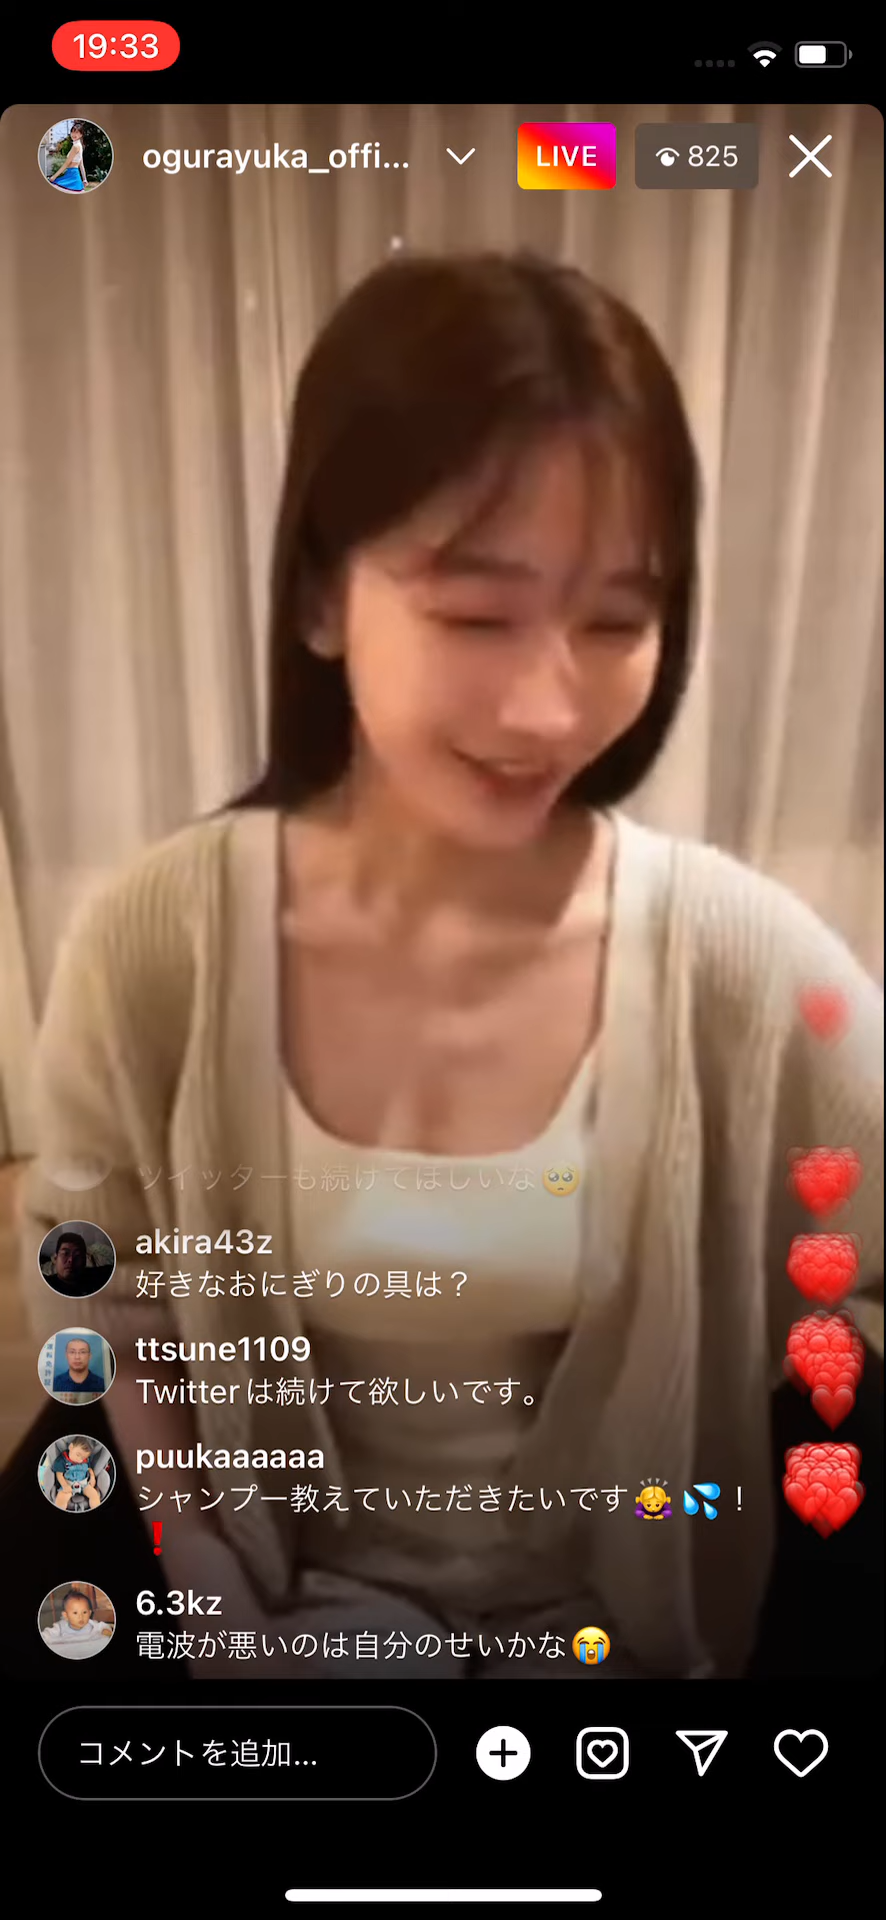 19:33
ogurayuka_offi...
LIVE
825
ツイッターも続けてほしいな🥺
akira43z
好きなおにぎりの具は？
ttsune1109
Twitterは続けて欲しいです。
puukaaaaaa
シャンプー教えていただきたいです🙇‍♀️💦！
❗
6.3kz
電波が悪いのは自分のせいかな😭
コメントを追加...